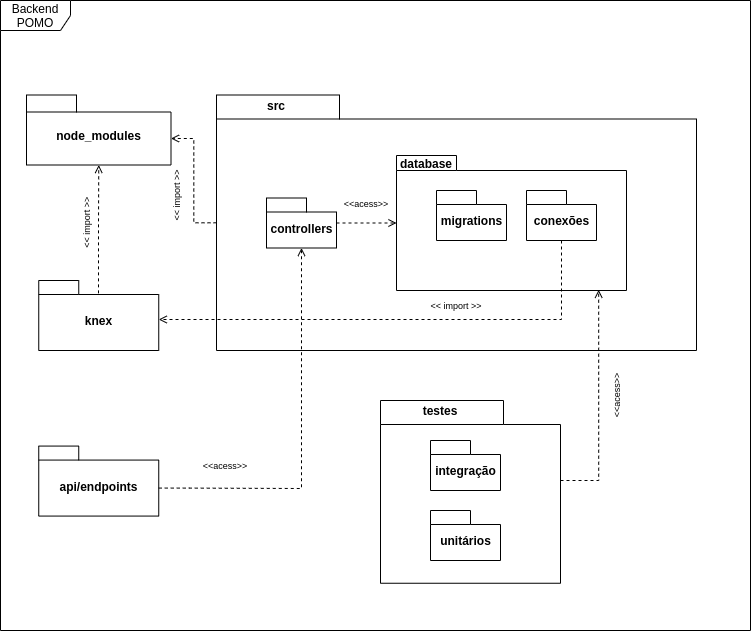 Backend
POMO
src
node_modules
database
<< import >>
<<acess>>
migrations
conexões
controllers
<< import >>
<< import >>
knex
<<acess>>
testes
<<acess>>
integração
api/endpoints
unitários